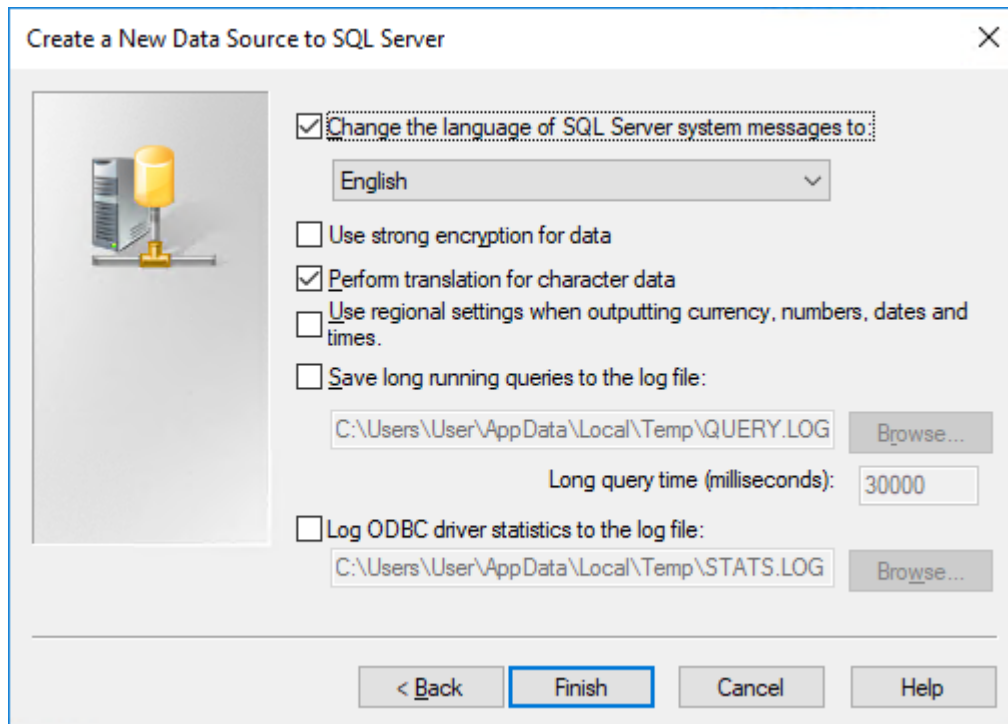 Create a New Data Source to SQL Server
Change the language of SQL Server system messages to:
English
Use strong encryption for data
Perform translation for character data
Use regional settings when outputting currency, numbers, dates and
times.
Save long running queries to the log file:
C:\Users\User\AppData\Local\Temp\QUERY.LOG
Browse...
Long query time (milliseconds):
30000
Log ODBC driver statistics to the log file:
C:\Users\User\AppData\Local\Temp\STATS.LOG
Browse...
< Back
Finish
Cancel
Help